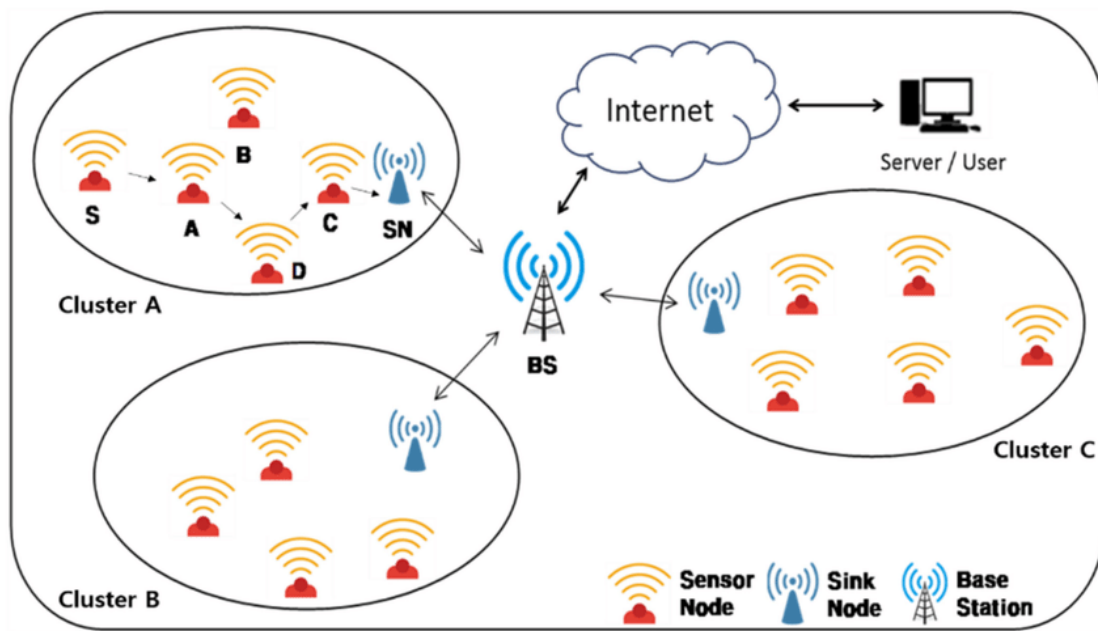 Internet
Server / User
B
S
A
C
SN
D
Cluster A
BS
Cluster C
Cluster B
Sensor
Node
Sink
Node
Base
Station